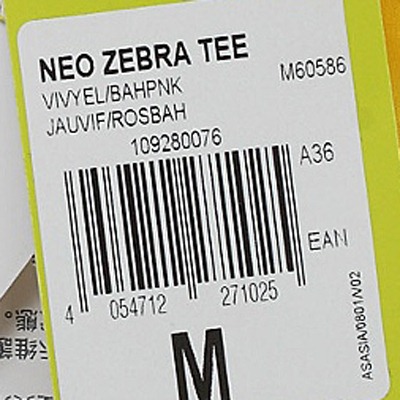 NEO ZEBRA TEE
M60586
VIVYEL/BAHPNK
JAUVIF/ROSBAH
109280076
A36
EAN
4 054712 271025
M
ASASIA/0801/V02